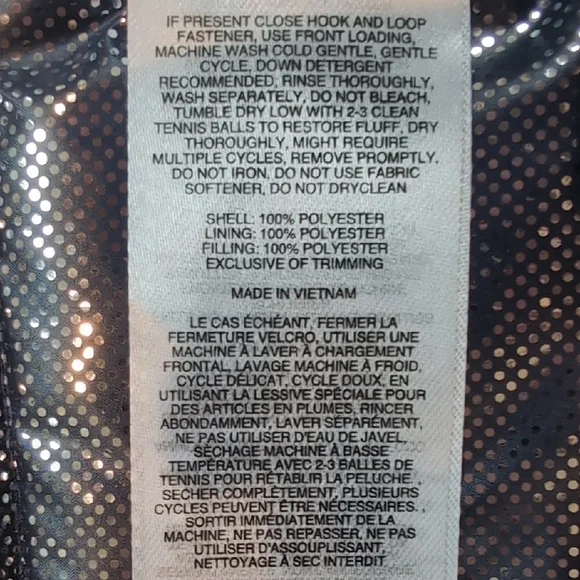 IF PRESENT CLOSE HOOK AND LOOP
FASTENER, USE FRONT LOADING,
MACHINE WASH COLD GENTLE, GENTLE
CYCLE, DOWN DETERGENT
RECOMMENDED, RINSE THOROUGHLY,
WASH SEPARATELY, DO NOT BLEACH,
TUMBLE DRY LOW WITH 2-3 CLEAN
TENNIS BALLS TO RESTORE FLUFF, DRY
THOROUGHLY, MIGHT REQUIRE
MULTIPLE CYCLES, REMOVE PROMPTLY,
DO NOT IRON, DO NOT USE FABRIC
SOFTENER, DO NOT DRYCLEAN
SHELL: 100% POLYESTER
LINING: 100% POLYESTER
FILLING: 100% POLYESTER
EXCLUSIVE OF TRIMMING
MADE IN VIETNAM
LE CAS ÉCHÉANT, FERMER LA
FERMETURE VELCRO, UTILISER UNE
MACHINE À LAVER À CHARGEMENT
FRONTAL, LAVAGE MACHINE À FROID,
CYCLE DÉLICAT, CYCLE DOUX, EN
UTILISANT LA LESSIVE SPÉCIALE POUR
DES ARTICLES EN PLUMES, RINCER
ABONDAMMENT, LAVER SÉPARÉMENT,
NE PAS UTILISER D'EAU DE JAVEL,
SÈCHAGE MACHINE À BASSE
TEMPÉRATURE AVEC 2-3 BALLES DE
TENNIS POUR RÉTABLIR LA PELUCHE ,
SECHER COMPLÈTEMENT, PLUSIEURS
CYCLES PEUVENT ÊTRE NÉCESSAIRES. ,
SORTIR IMMÉDIATEMENT DE LA
MACHINE, NE PAS REPASSER, NE PAS
UTILISER D'ASSOUPLISSANT,
NETTOYAGE À SEC INTERDIT